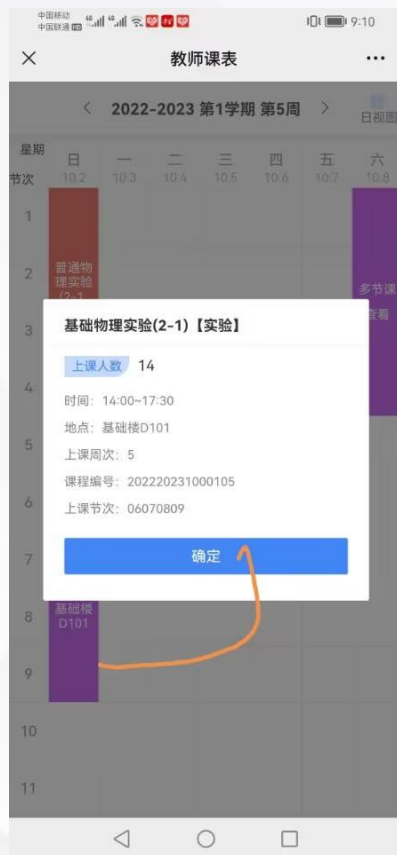 中国移动
中国联通 HD
9:10
教师课表
2022-2023 第1学期 第5周
日视图
星期
节次
日 一 二 三 四 五 六
10.2 10.3 10.4 10.5 10.6 10.7 10.8
1
2
普通物
理实验
(2-1
多节课
查看
3
基础物理实验(2-1)【实验】
上课人数 14
时间：14:00~17:30
地点：基础楼D101
上课周次：5
课程编号：202220231000105
上课节次：06070809
确定
4
5
6
7
8
基础楼
D101
9
10
11